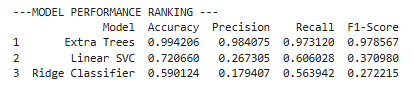 ---MODEL PERFORMANCE RANKING ---
Model Accuracy Precision Recall F1-Score
1 Extra Trees 0.994206 0.984075 0.973120 0.978567
2 Linear SVC 0.720660 0.267305 0.606028 0.370980
3 Ridge Classifier 0.590124 0.179407 0.563942 0.272215